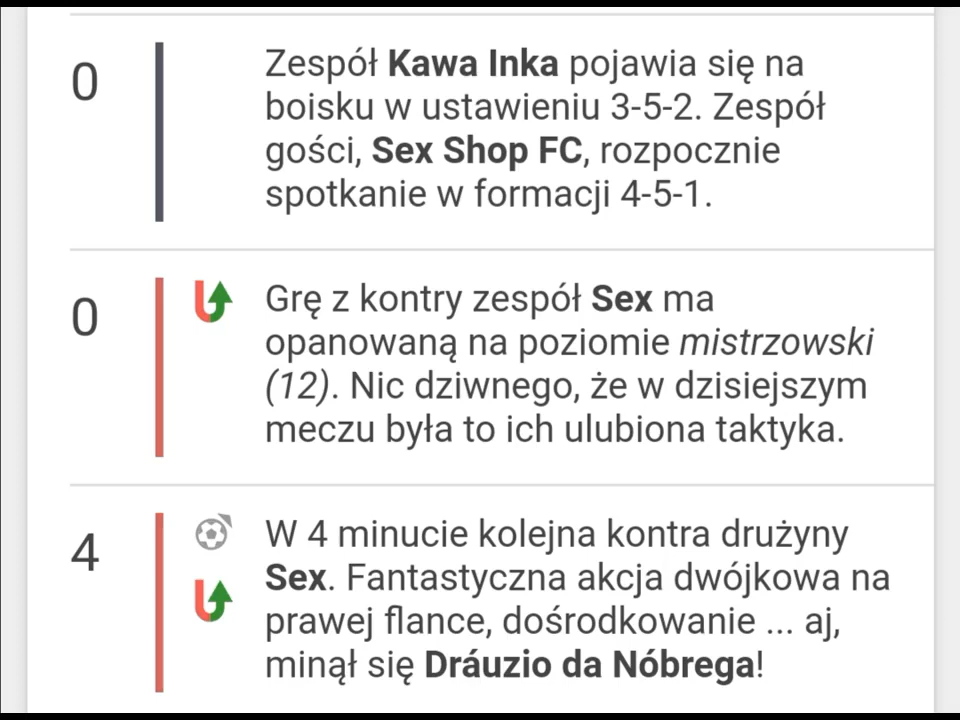 0
Zespół Kawa Inka pojawia się na
boisku w ustawieniu 3-5-2. Zespół
gości, Sex Shop FC, rozpocznie
spotkanie w formacji 4-5-1.
0
Grę z kontry zespół Sex ma
opanowaną na poziomie mistrzowski
(12). Nic dziwnego, że w dzisiejszym
meczu była to ich ulubiona taktyka.
4
W 4 minucie kolejna kontra drużyny
Sex. Fantastyczna akcja dwójkowa na
prawej flance, dośrodkowanie ... aj,
minął się Dráuzio da Nóbrega!